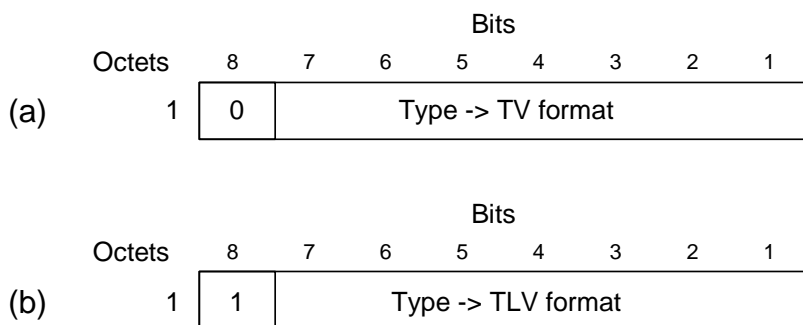 Bits
Octets 8 7 6 5 4 3 2 1
(a) 1 0 Type -> TV format
Bits
Octets 8 7 6 5 4 3 2 1
(b) 1 1 Type -> TLV format